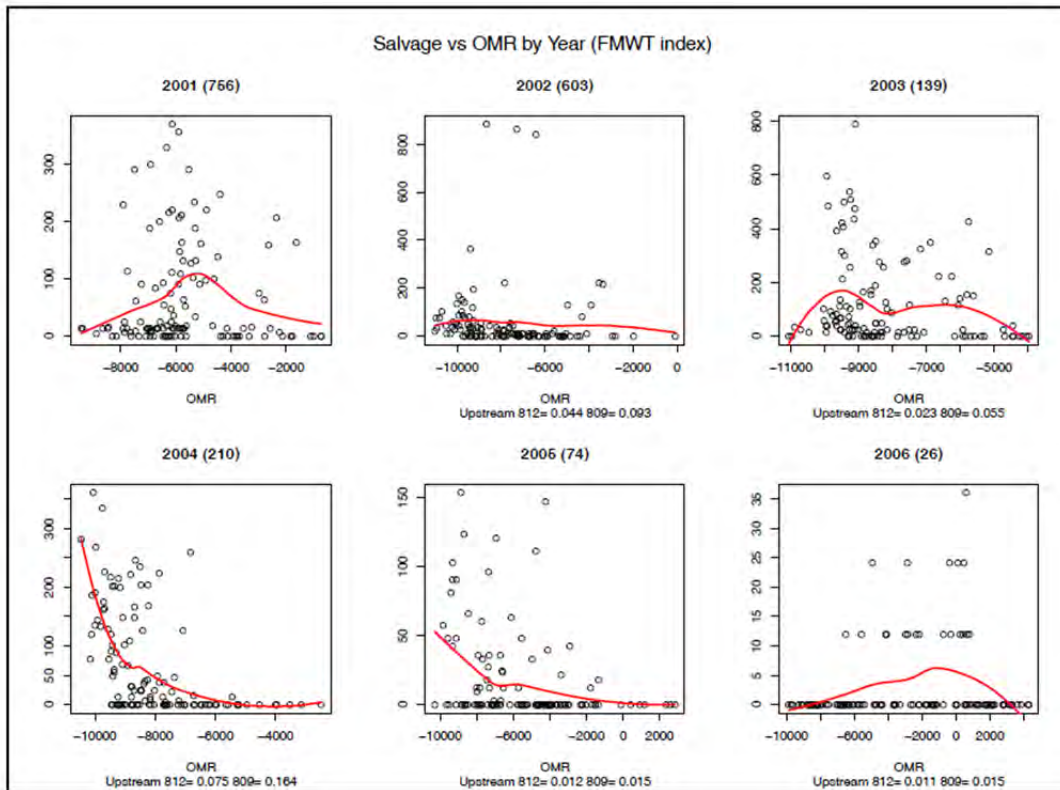 Salvage vs OMR by Year (FMWT index)
2001 (756)
2002 (603)
2003 (139)
300
200
100
0
800
600
400
200
0
800
600
400
200
0
−8000 −6000 −4000 −2000
−10000 −6000 −2000 0
−11000 −9000 −7000 −5000
OMR
OMR
OMR
Upstream 812= 0.044 809= 0.093
Upstream 812= 0.023 809= 0.055
2004 (210)
2005 (74)
2006 (26)
300
200
100
0
150
100
50
0
35
30
25
20
15
10
5
0
−10000 −8000 −6000 −4000
−10000 −6000 −2000 0 2000
−10000 −6000 −2000 0 2000
OMR
OMR
OMR
Upstream 812= 0.075 809= 0.164
Upstream 812= 0.012 809= 0.015
Upstream 812= 0.011 809= 0.015